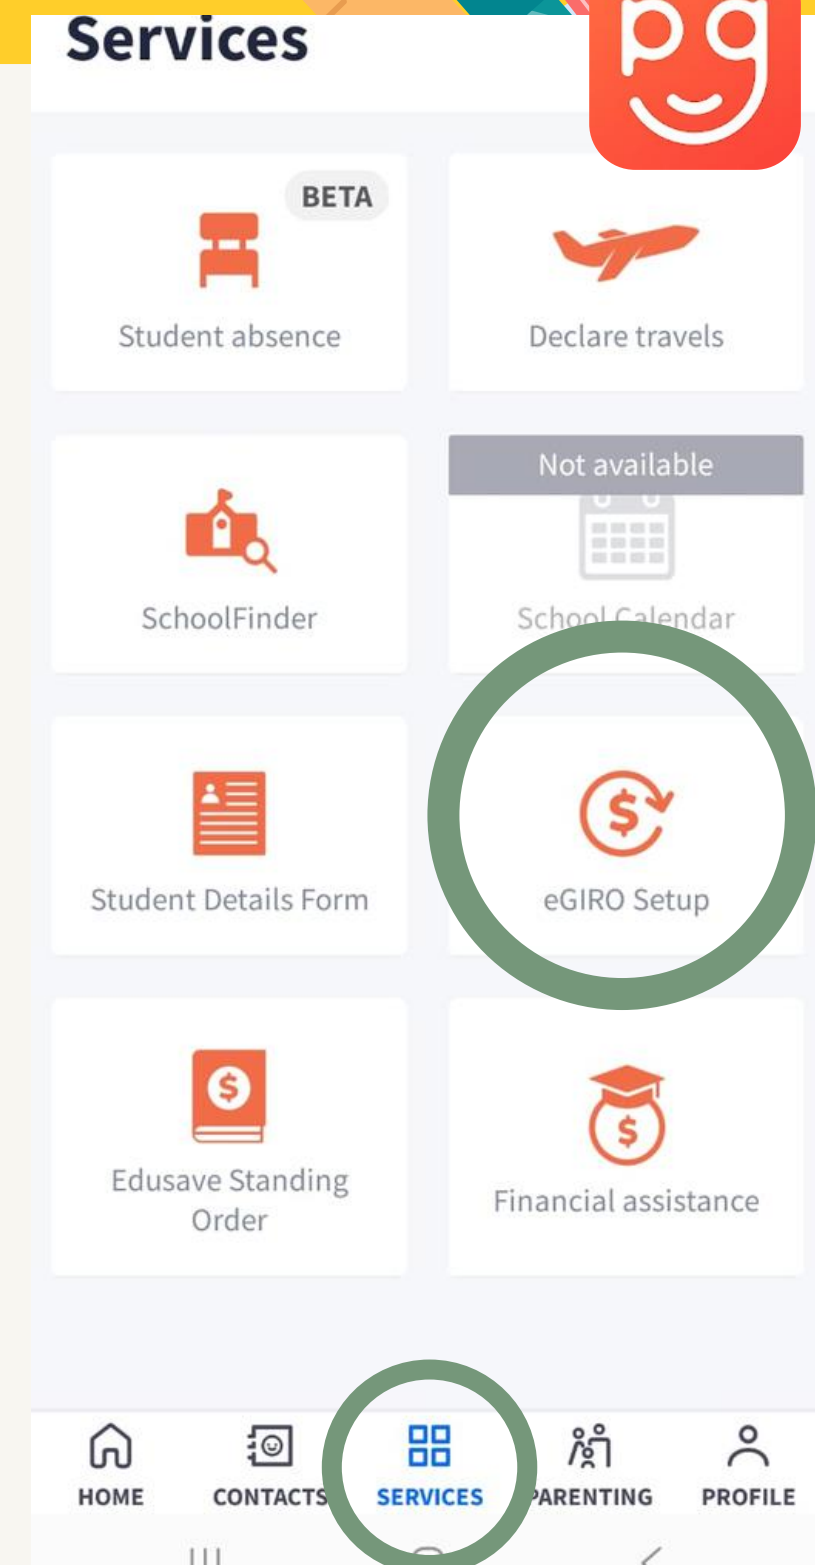 Services
pg
BETA
Student absence
Declare travels
Not available
SchoolFinder
School Calendar
$
Student Details Form
eGIRO Setup
$
$
Edusave Standing
Order
Financial assistance
HOME
CONTACTS
SERVICES
PARENTING
PROFILE